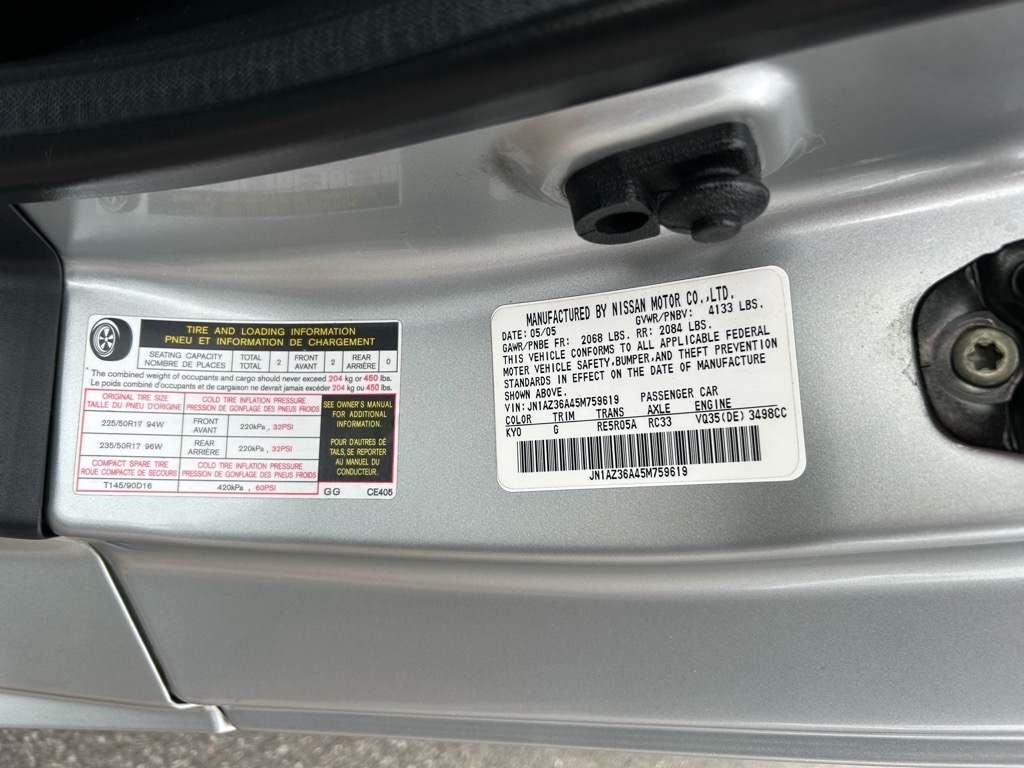 TIRE AND LOADING INFORMATION
PNEU ET INFORMATION DE CHARGEMENT
SEATING CAPACITY TOTAL 2 FRONT 2 REAR 0
NOMBRE DE PLACES TOTAL AVANT ARRIÈRE
* The combined weight of occupants and cargo should never exceed 204 kg or 450 lbs.
Le poids combiné d'occupants et de cargaison ne devrait jamais excéder 204 kg ou 450 lbs.
ORIGINAL TIRE SIZE COLD TIRE INFLATION PRESSURE
TAILLE DU PNEU D'ORIGINE PRESSION DE GONFLAGE DES PNEUS FROIDS
225/50R17 94W FRONT AVANT 220kPa , 32PSI
235/50R17 96W REAR ARRIÈRE 220kPa , 32PSI
COMPACT SPARE TIRE COLD TIRE INFLATION PRESSURE
ROUE COMPACTE DE SECOURS PRESSION DE GONFLAGE DES PNEUS FROIDS
T145/90D16 420kPa , 60PSI
SEE OWNER'S MANUAL
FOR ADDITIONAL
INFORMATION.
POUR D'AUTRES DÉ
TAILS,SE REPORTER
AU MANUEL DU
CONDUCTEUR.
GG CE405
MANUFACTURED BY NISSAN MOTOR CO.,LTD.
DATE: 05/05 GVWR/PNBV: 4133 LBS.
GAWR/PNBE FR: 2068 LBS. RR: 2084 LBS.
THIS VEHICLE CONFORMS TO ALL APPLICABLE FEDERAL
MOTOR VEHICLE SAFETY,BUMPER,AND THEFT PREVENTION
STANDARDS IN EFFECT ON THE DATE OF MANUFACTURE
SHOWN ABOVE.
VIN: JN1AZ36A45M759619 PASSENGER CAR
COLOR TRIM TRANS AXLE ENGINE
KY0 G RE5R05A RC33 VQ35(DE) 3498CC
JN1AZ36A45M759619